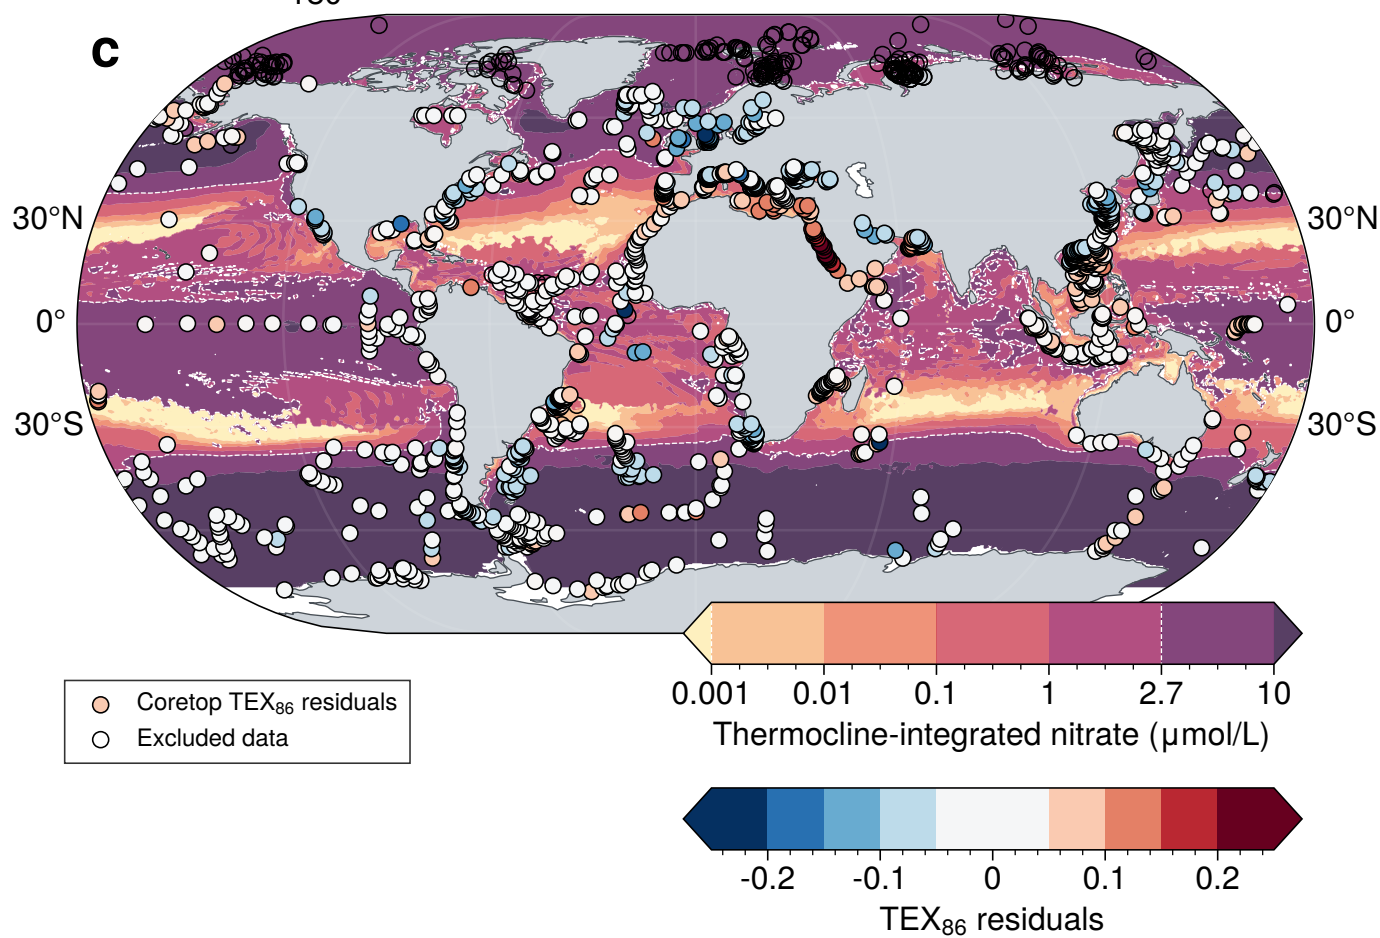 c
30°N
30°N
0°
0°
30°S
30°S
Coretop TEX₈₆ residuals
Excluded data
0.001 0.01 0.1 1 2.7 10
Thermocline-integrated nitrate (µmol/L)
-0.2 -0.1 0 0.1 0.2
TEX₈₆ residuals